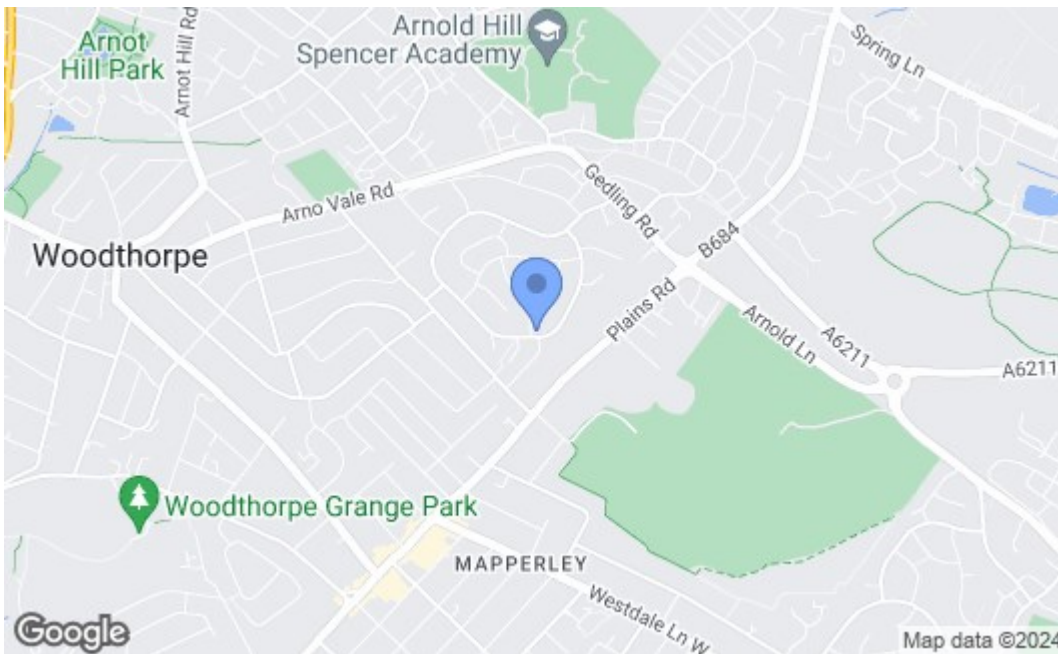 Arnot
Hill Park
Arnot Hill Rd
Arnold Hill
Spencer Academy
Spring Ln
Arno Vale Rd
Gedling Rd
B684
Woodthorpe
Plains Rd
Arnold Ln
A6211
A6211
Woodthorpe Grange Park
MAPPERLEY
Westdale Ln W
Google
Map data ©2024